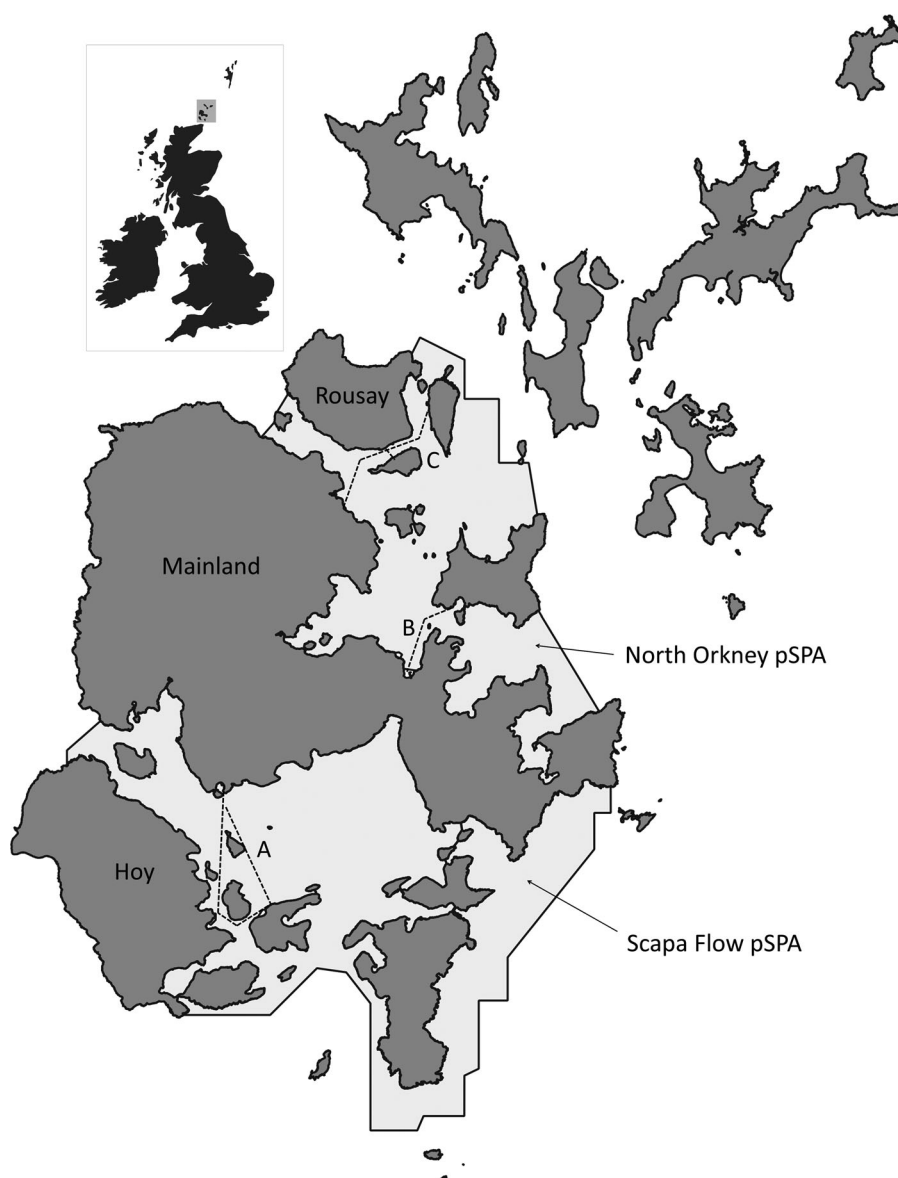 Rousay
C
Mainland
B
North Orkney pSPA
A
Hoy
Scapa Flow pSPA